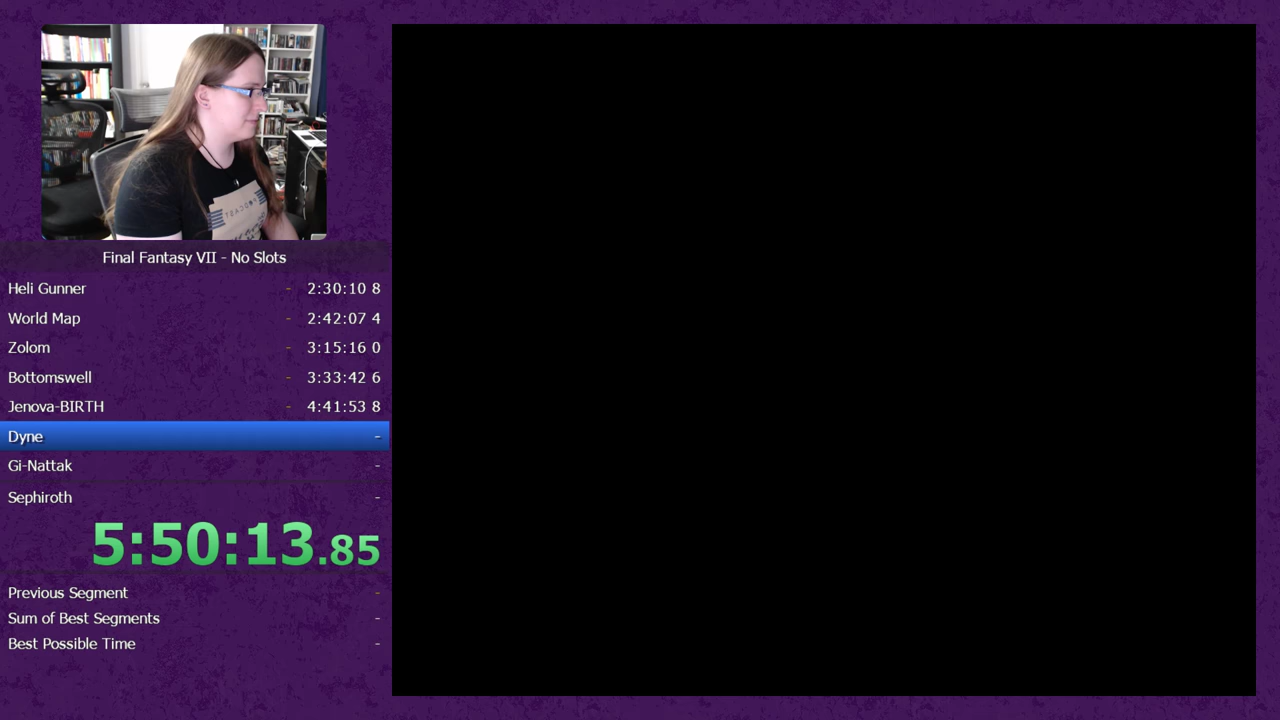 Final Fantasy VII - No Slots
Heli Gunner - 2:30:10 8
World Map - 2:42:07 4
Zolom - 3:15:16 0
Bottomswell - 3:33:42 6
Jenova-BIRTH - 4:41:53 8
Dyne -
Gi-Nattak -
Sephiroth -
5:50:13.85
Previous Segment -
Sum of Best Segments -
Best Possible Time -